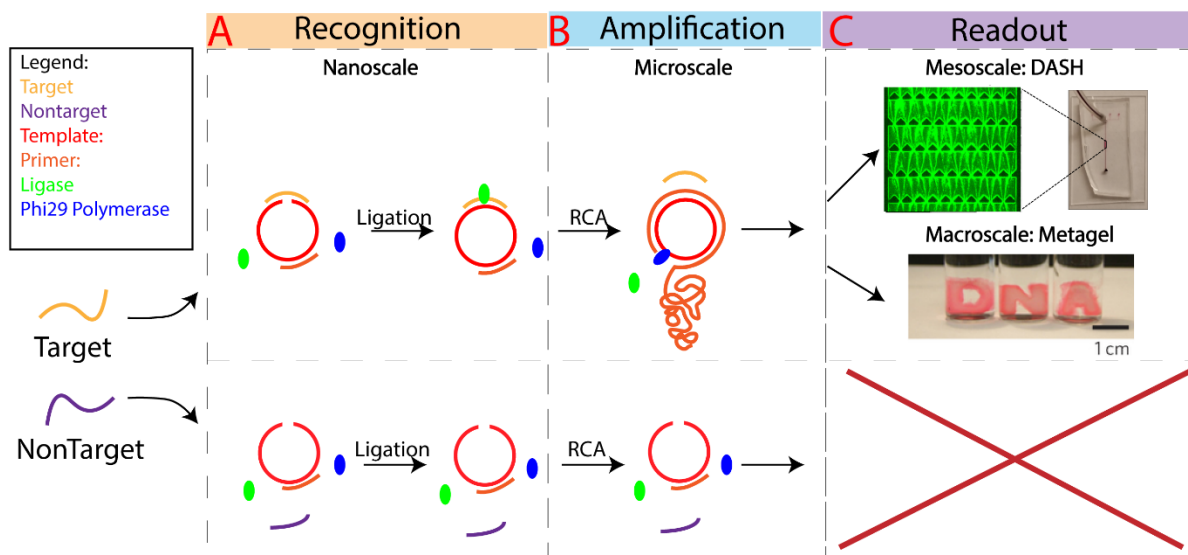 A Recognition
B Amplification
C Readout
Legend:
Target
Nontarget
Template:
Primer:
Ligase
Phi29 Polymerase
Nanoscale
Microscale
Mesoscale: DASH
Ligation
RCA
Macroscale: Metagel
D N A
1 cm
Target
NonTarget
Ligation
RCA